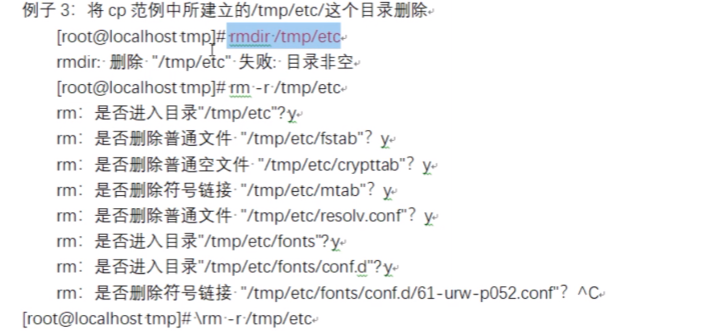 例子 3：将 cp 范例中所建立的/tmp/etc/这个目录删除
[root@localhost tmp]# rmdir /tmp/etc
rmdir: 删除 "/tmp/etc" 失败: 目录非空
[root@localhost tmp]# rm -r /tmp/etc
rm：是否进入目录"/tmp/etc"?y
rm：是否删除普通文件 "/tmp/etc/fstab"？y
rm：是否删除普通空文件 "/tmp/etc/crypttab"？y
rm：是否删除符号链接 "/tmp/etc/mtab"？y
rm：是否删除普通文件 "/tmp/etc/resolv.conf"？y
rm：是否进入目录"/tmp/etc/fonts"?y
rm：是否进入目录"/tmp/etc/fonts/conf.d"?y
rm：是否删除符号链接 "/tmp/etc/fonts/conf.d/61-urw-p052.conf"？^C
[root@localhost tmp]# \rm -r /tmp/etc